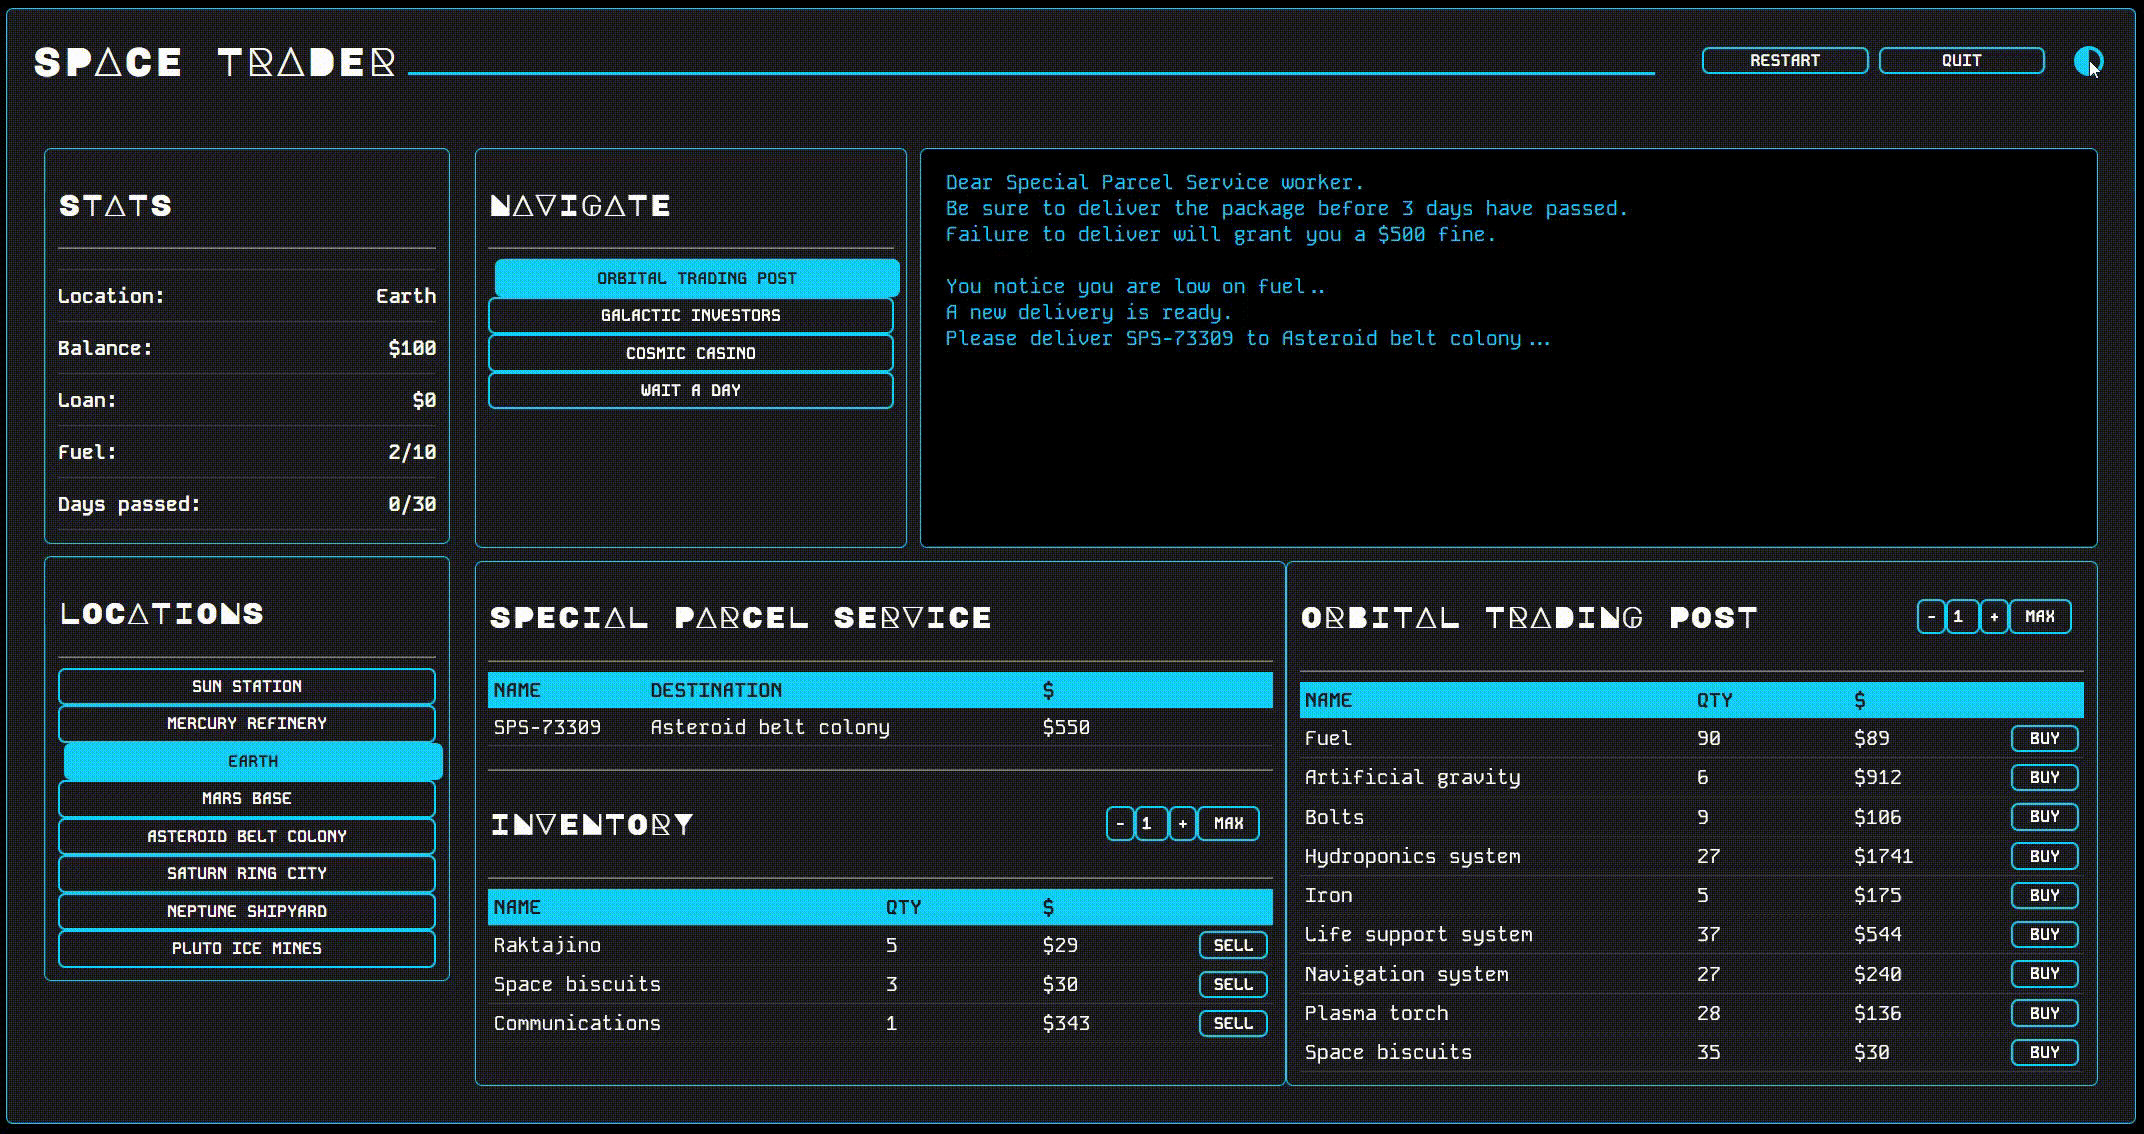 SPACE TRADER
RESTART
QUIT
STATS
Location: Earth
Balance: $100
Loan: $0
Fuel: 2/10
Days passed: 0/30
NAVIGATE
ORBITAL TRADING POST
GALACTIC INVESTORS
COSMIC CASINO
WAIT A DAY
Dear Special Parcel Service worker.
Be sure to deliver the package before 3 days have passed.
Failure to deliver will grant you a $500 fine.
You notice you are low on fuel..
A new delivery is ready.
Please deliver SPS-73309 to Asteroid belt colony...
LOCATIONS
SUN STATION
MERCURY REFINERY
EARTH
MARS BASE
ASTEROID BELT COLONY
SATURN RING CITY
NEPTUNE SHIPYARD
PLUTO ICE MINES
SPECIAL PARCEL SERVICE
NAME DESTINATION $
SPS-73309 Asteroid belt colony $550
INVENTORY - 1 + MAX
NAME QTY $
Raktajino 5 $29 SELL
Space biscuits 3 $30 SELL
Communications 1 $343 SELL
ORBITAL TRADING POST - 1 + MAX
NAME QTY $
Fuel 90 $89 BUY
Artificial gravity 6 $912 BUY
Bolts 9 $106 BUY
Hydroponics system 27 $1741 BUY
Iron 5 $175 BUY
Life support system 37 $544 BUY
Navigation system 27 $240 BUY
Plasma torch 28 $136 BUY
Space biscuits 35 $30 BUY